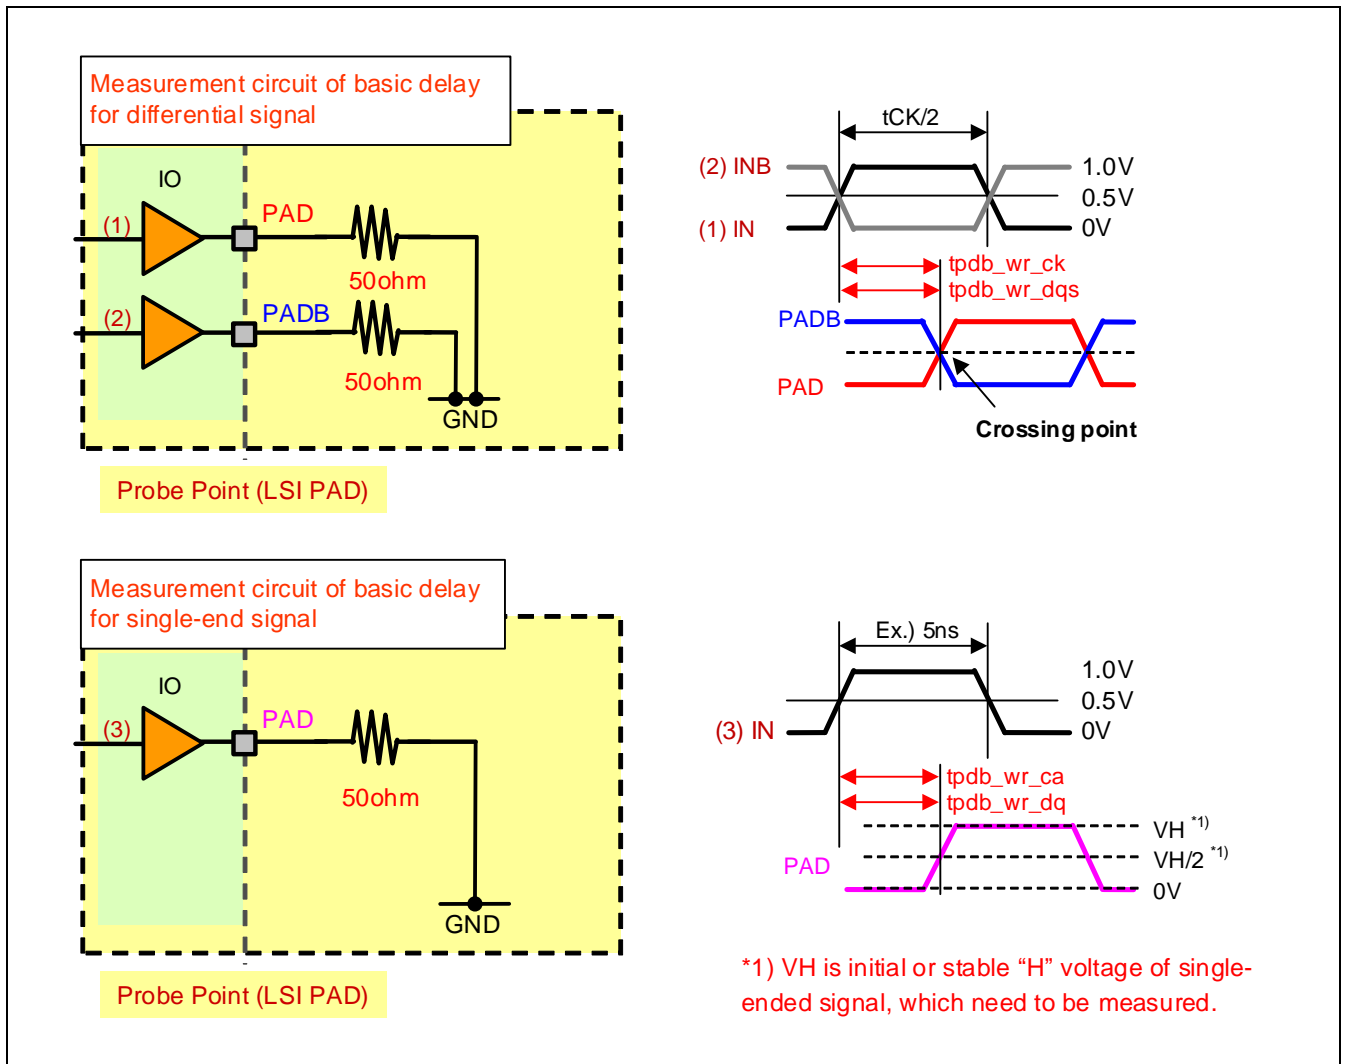 Measurement circuit of basic delay
for differential signal
IO
(1)
PAD
50ohm
(2)
PADB
50ohm
GND
Probe Point (LSI PAD)
tCK/2
(2) INB
1.0V
0.5V
(1) IN
0V
tpdb_wr_ck
tpdb_wr_dqs
PADB
PAD
Crossing point
Measurement circuit of basic delay
for single-end signal
IO
(3)
PAD
50ohm
GND
Probe Point (LSI PAD)
Ex.) 5ns
1.0V
0.5V
(3) IN
0V
tpdb_wr_ca
tpdb_wr_dq
VH *1)
PAD
VH/2 *1)
0V
*1) VH is initial or stable “H” voltage of single-
ended signal, which need to be measured.